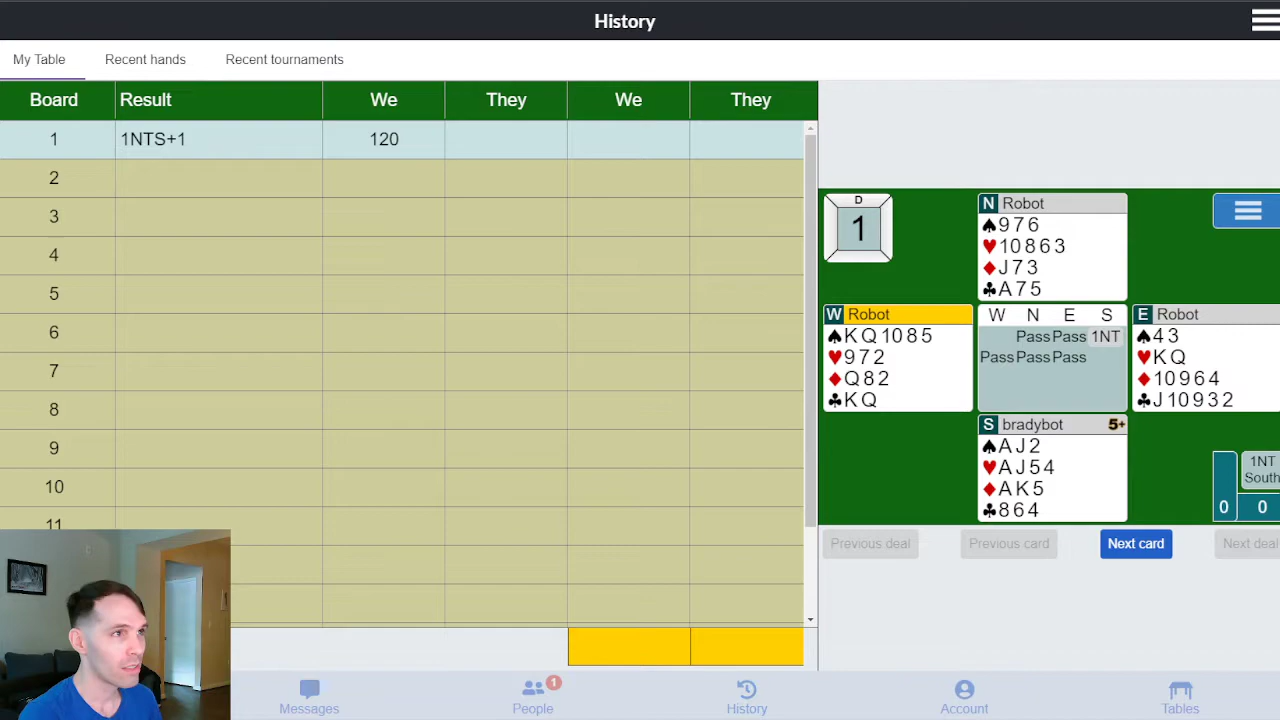 History
My Table Recent hands Recent tournaments
Board Result We They We They
1 1NTS+1 120
2
3
4
5
6
7
8
9
10
11
D
1
N Robot
♠976
♥10863
♦J73
♣A75
W Robot
♠KQ1085
♥972
♦Q82
♣KQ
W N E S
Pass Pass 1NT
Pass Pass Pass
E Robot
♠43
♥KQ
♦10964
♣J10932
S bradybot 5+
♠AJ2
♥AJ54
♦AK5
♣864
1NT
South
0 0
Previous deal Previous card Next card Next deal
1
Messages People History Account Tables